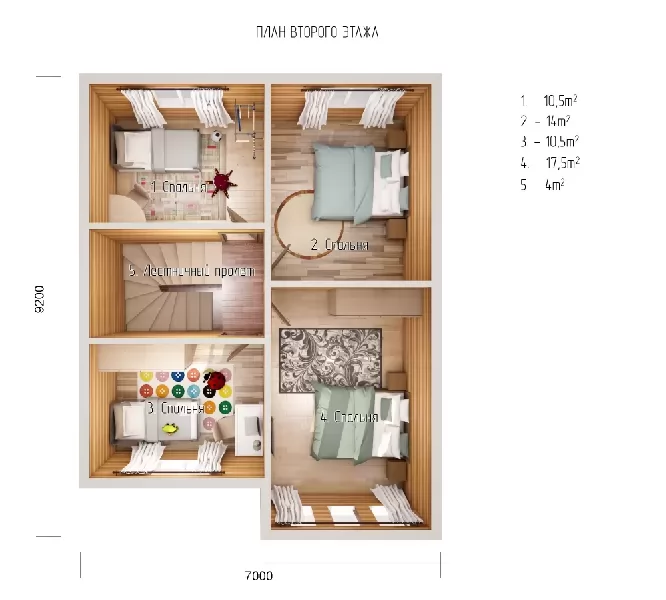 ПЛАН ВТОРОГО ЭТАЖА
1 10,5m²
2 - 14m²
3 - 10,5m²
4. 17,5m²
5 4m²
1. Спальня
2. Спальня
5. Лестничный пролет
3. Спальня
4. Спальня
9200
7000